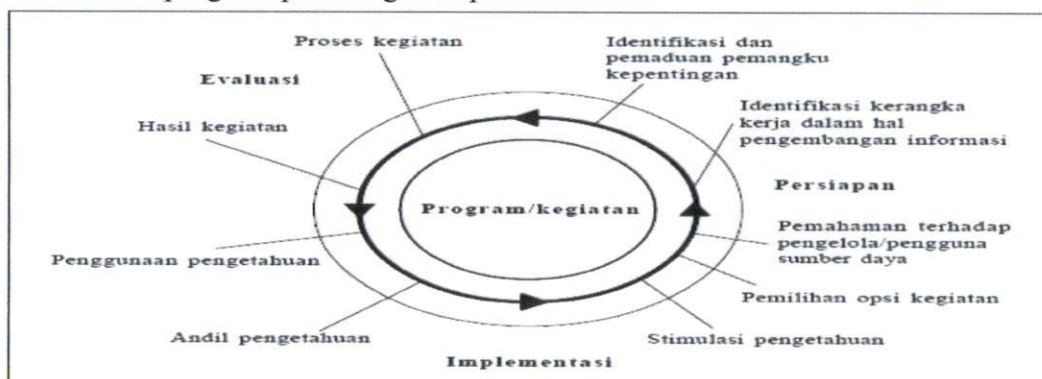 Proses kegiatan
Identifikasi dan
pemaduan pemangku
kepentingan
Evaluasi
Hasil kegiatan
Identifikasi kerangka
kerja dalam hal
pengembangan informasi
Program/kegiatan
Persiapan
Pemahaman terhadap
pengelola/pengguna
sumber daya
Penggunaan pengetahuan
Pemilihan opsi kegiatan
Andil pengetahuan
Stimulasi pengetahuan
Implementasi